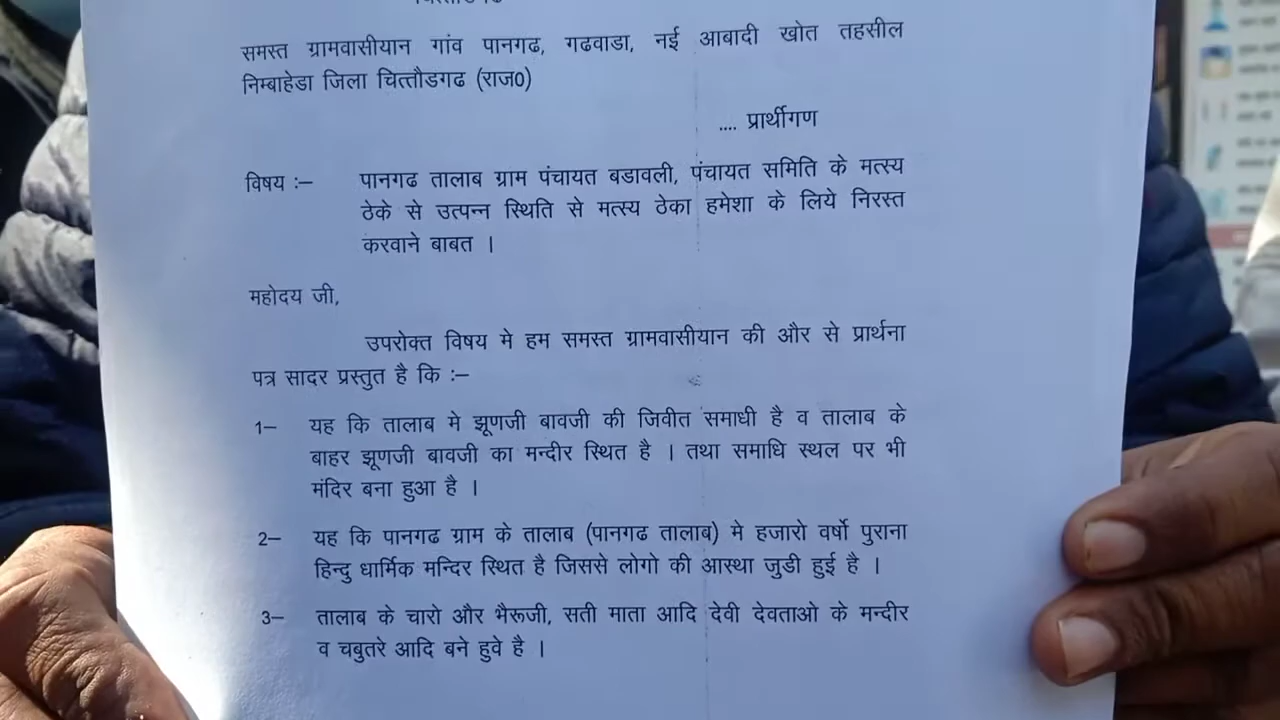 समस्त ग्रामवासीयान गांव पानगढ, गढवाडा, नई आबादी खोत तहसील
निम्बाहेडा जिला चित्तौडगढ (राज0)
.... प्रार्थीगण
विषय :– पानगढ तालाब ग्राम पंचायत बडावली, पंचायत समिति के मत्स्य
ठेके से उत्पन्न स्थिति से मत्स्य ठेका हमेशा के लिये निरस्त
करवाने बाबत ।
महोदय जी,
उपरोक्त विषय मे हम समस्त ग्रामवासीयान की और से प्रार्थना
पत्र सादर प्रस्तुत है कि :–
1– यह कि तालाब मे झूणजी बावजी की जिवीत समाधी है व तालाब के
बाहर झूणजी बावजी का मन्दीर स्थित है । तथा समाधि स्थल पर भी
मंदिर बना हुआ है ।
2– यह कि पानगढ ग्राम के तालाब (पानगढ तालाब) मे हजारो वर्षो पुराना
हिन्दु धार्मिक मन्दिर स्थित है जिससे लोगो की आस्था जुडी हुई है ।
3– तालाब के चारो और भैरूजी, सती माता आदि देवी देवताओ के मन्दीर
व चबुतरे आदि बने हुवे है ।